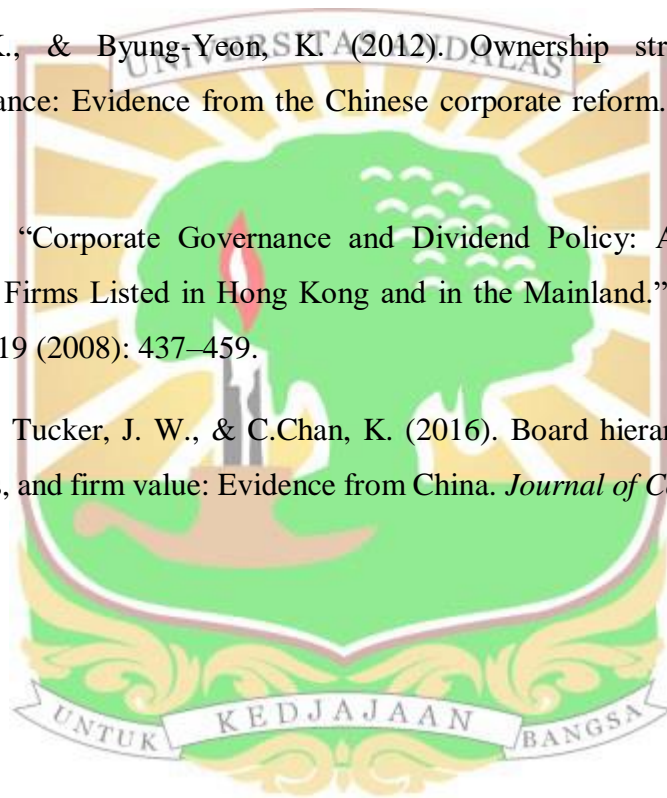 K., & Byung-Yeon, K. (2012). Ownership str
UNIVERSITAS ANDALAS
ance: Evidence from the Chinese corporate reform.
“Corporate Governance and Dividend Policy: A
Firms Listed in Hong Kong and in the Mainland.”
19 (2008): 437–459.
Tucker, J. W., & C.Chan, K. (2016). Board hierar
s, and firm value: Evidence from China. Journal of C
UNTUK KEDJAJAAN BANGSA